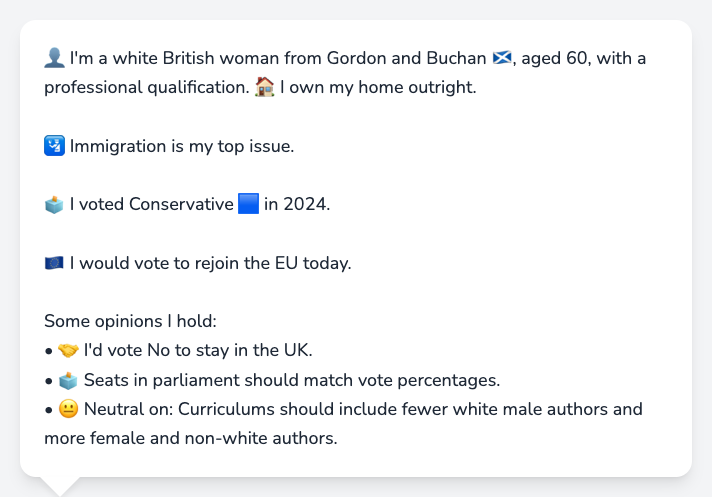 👤 I'm a white British woman from Gordon and Buchan 🏴󠁧󠁢󠁳󠁣󠁴󠁿, aged 60, with a
professional qualification. 🏠 I own my home outright.
🛂 Immigration is my top issue.
🗳️ I voted Conservative 🟦 in 2024.
🇪🇺 I would vote to rejoin the EU today.
Some opinions I hold:
• 🤝 I'd vote No to stay in the UK.
• 🗳️ Seats in parliament should match vote percentages.
• 😐 Neutral on: Curriculums should include fewer white male authors and
more female and non-white authors.